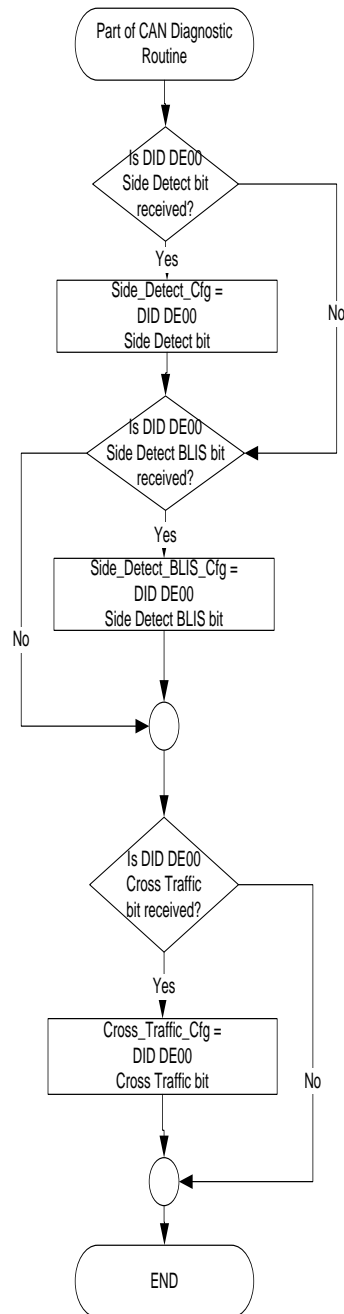 Part of CAN Diagnostic
Routine
Is DID DE00
Side Detect bit
received?
Yes
No
Side_Detect_Cfg =
DID DE00
Side Detect bit
Is DID DE00
Side Detect BLIS bit
received?
Yes
No
Side_Detect_BLIS_Cfg =
DID DE00
Side Detect BLIS bit
Is DID DE00
Cross Traffic
bit received?
Yes
No
Cross_Traffic_Cfg =
DID DE00
Cross Traffic bit
END